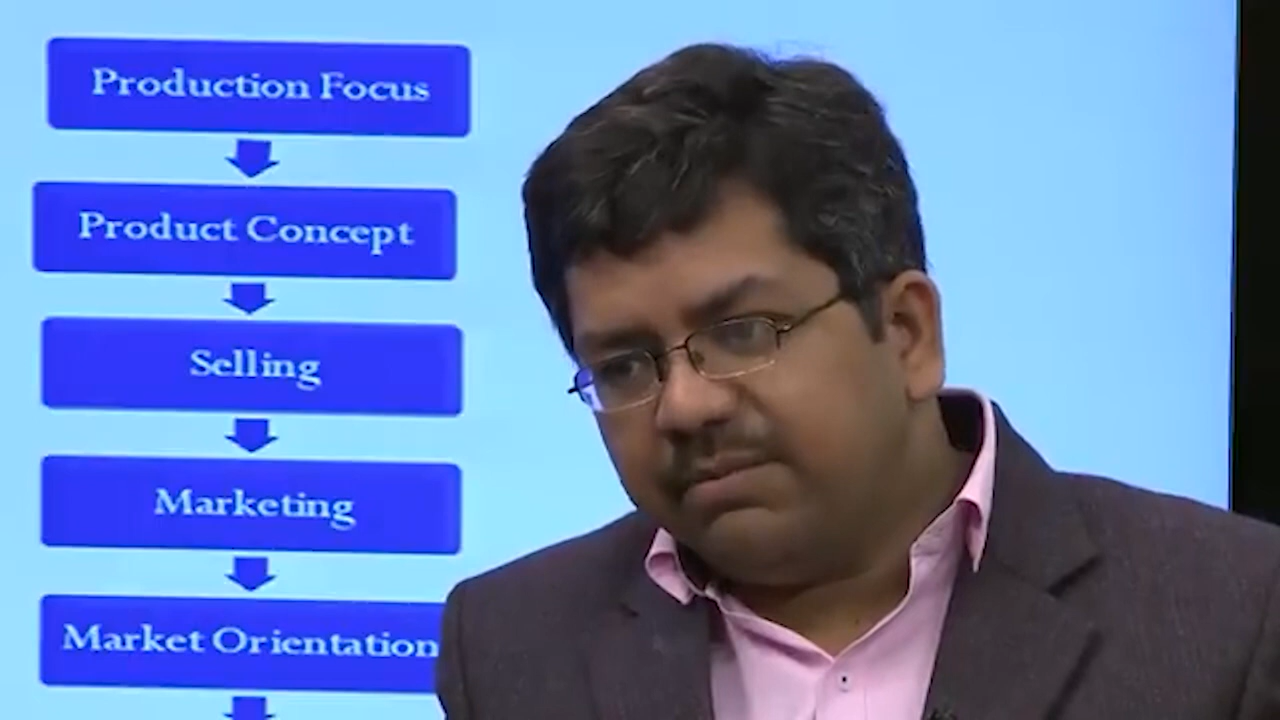 Production Focus
Product Concept
Selling
Marketing
Market Orientation